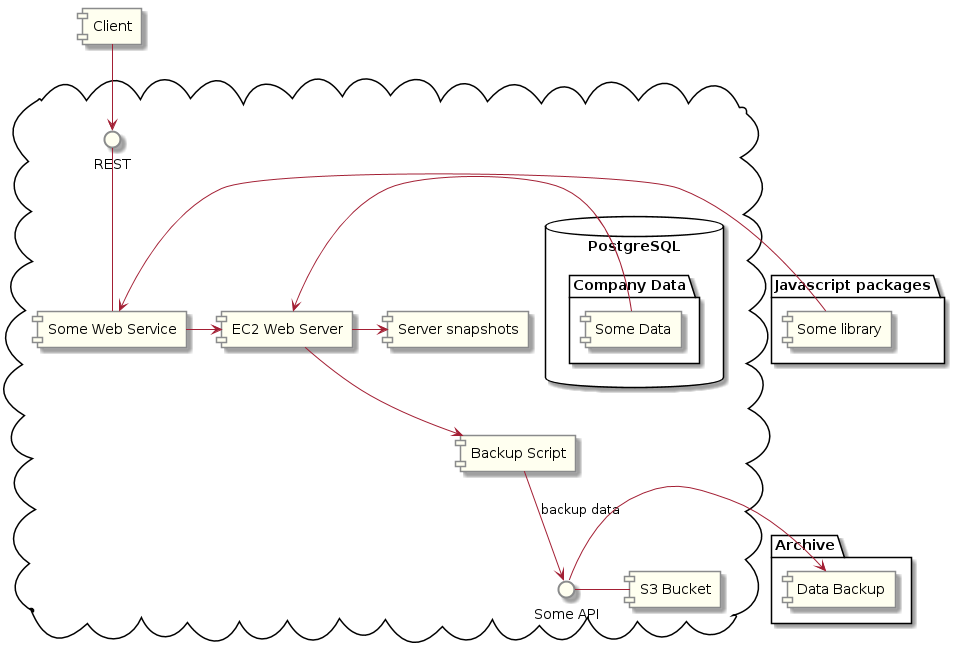 Client
REST
PostgreSQL
Company Data
Javascript packages
Some Web Service
EC2 Web Server
Server snapshots
Some Data
Some library
Backup Script
backup data
Archive
Some API
S3 Bucket
Data Backup